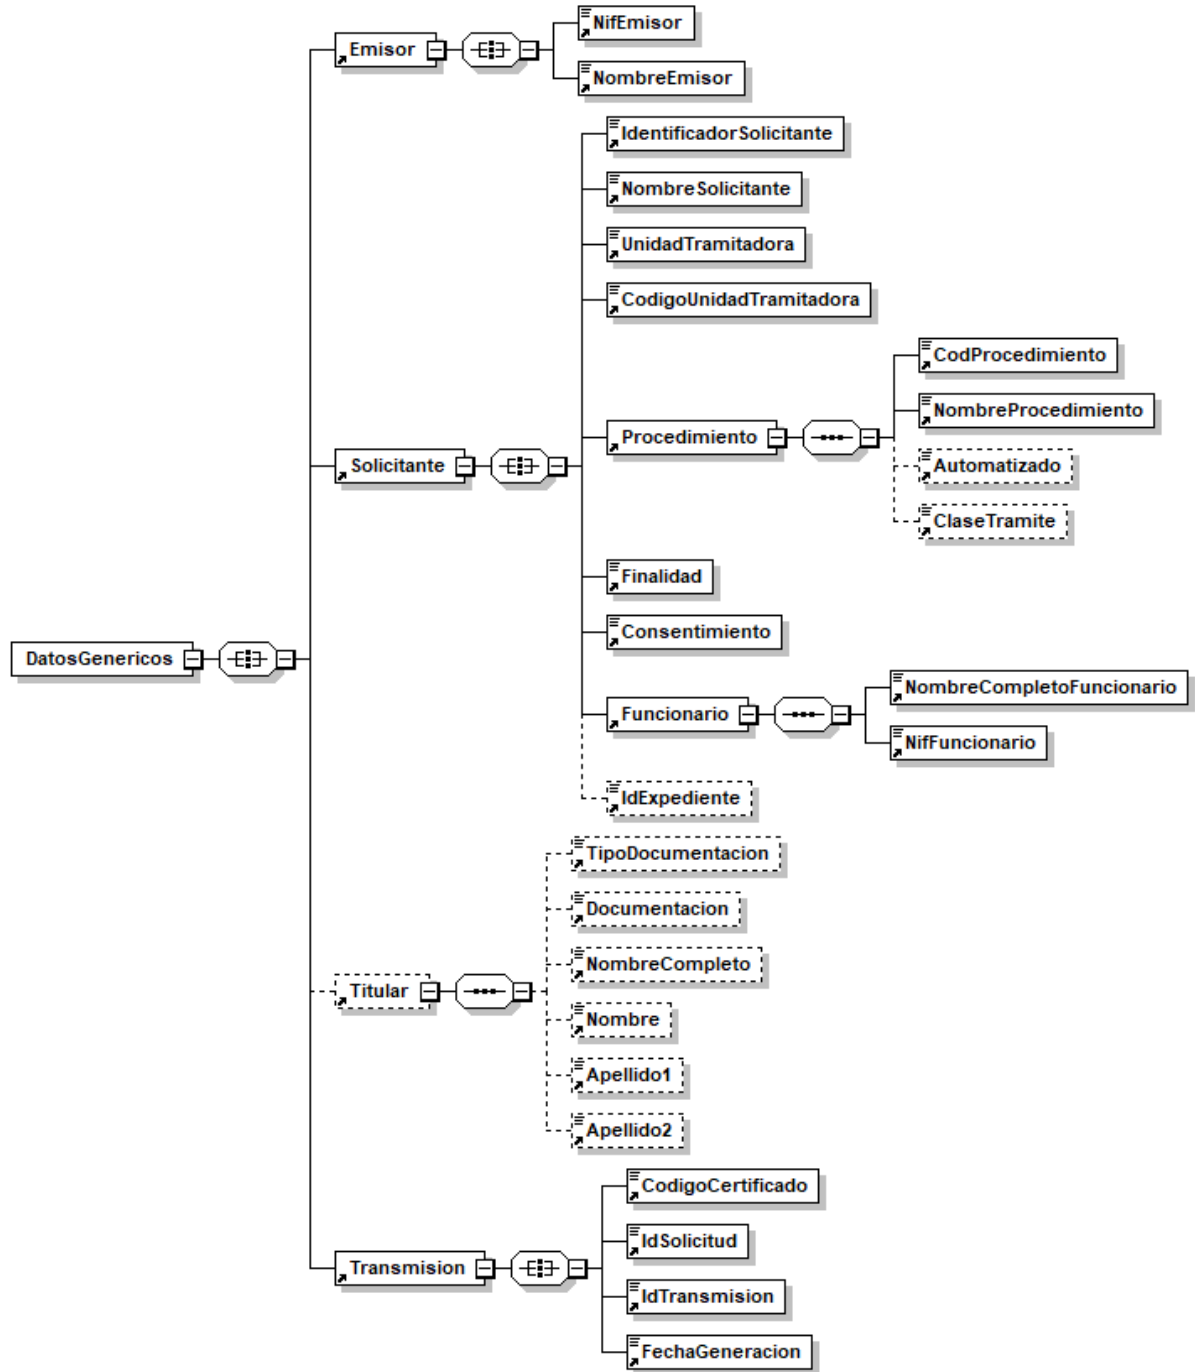 NifEmisor
Emisor
NombreEmisor
IdentificadorSolicitante
NombreSolicitante
UnidadTramitadora
CodigoUnidadTramitadora
CodProcedimiento
NombreProcedimiento
Procedimiento
Solicitante
Automatizado
ClaseTramite
Finalidad
Consentimiento
DatosGenericos
NombreCompletoFuncionario
Funcionario
NifFuncionario
IdExpediente
TipoDocumentacion
Documentacion
NombreCompleto
Titular
Nombre
Apellido1
Apellido2
CodigoCertificado
IdSolicitud
Transmision
IdTransmision
FechaGeneracion